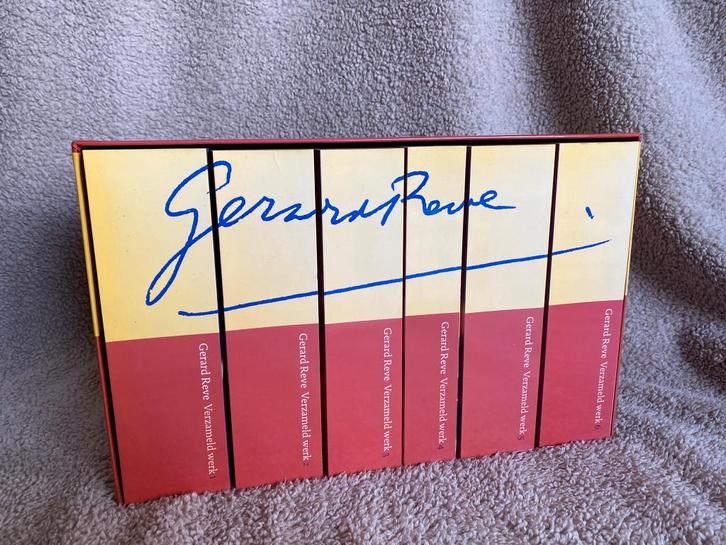 Gerard Reve
Gerard Reve Verzameld werk 1
Gerard Reve Verzameld werk 2
Gerard Reve Verzameld werk 3
Gerard Reve Verzameld werk 4
Gerard Reve Verzameld werk 5
Gerard Reve Verzameld werk 6